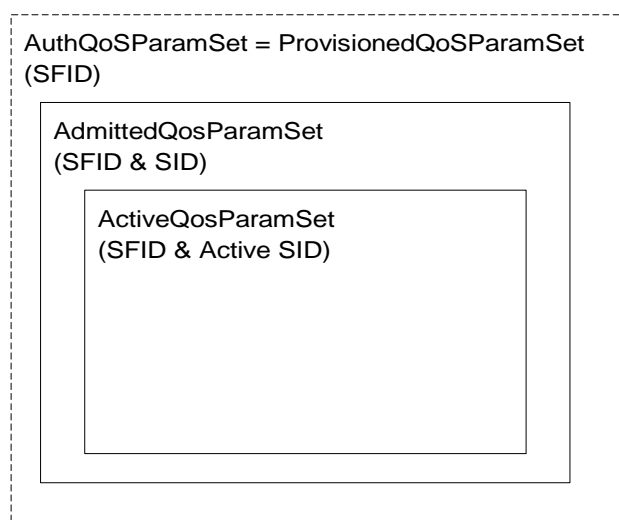 AuthQoSParamSet = ProvisionedQoSParamSet
(SFID)
AdmittedQosParamSet
(SFID & SID)
ActiveQosParamSet
(SFID & Active SID)